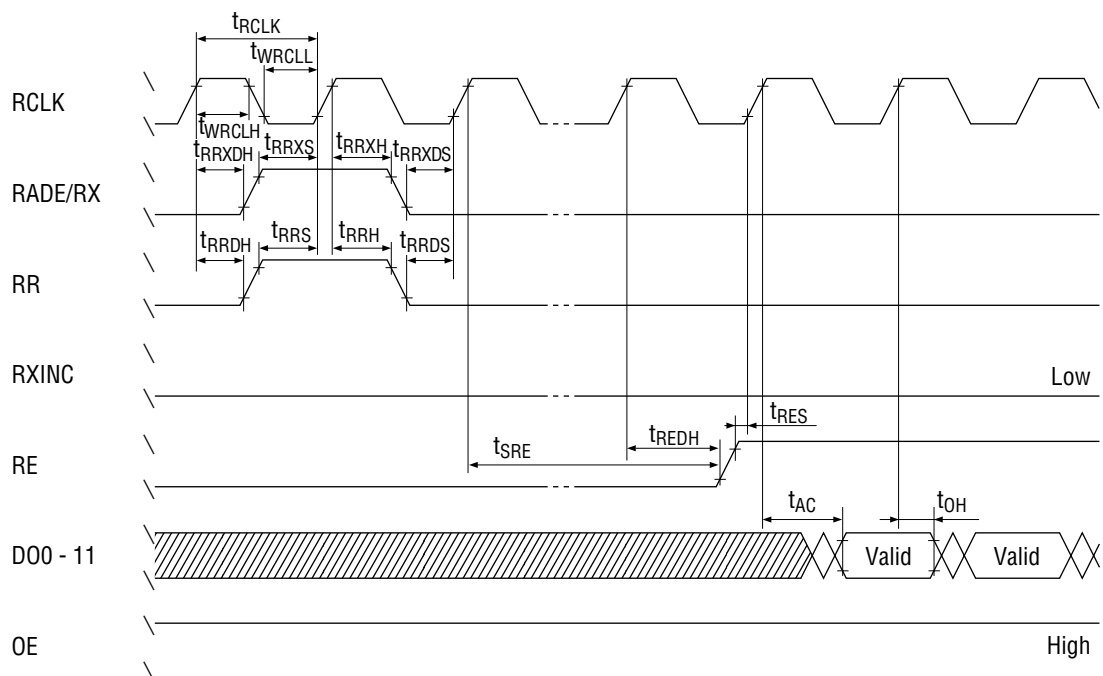 tRCLK
tWRCLL
RCLK
tWRCLH
tRRXDH tRRXS tRRXH tRRXDS
RADE/RX
tRRDH tRRS tRRH tRRDS
RR
RXINC
Low
tRES
tREDH
tSRE
RE
tAC tOH
DO0 - 11
Valid Valid
OE
High